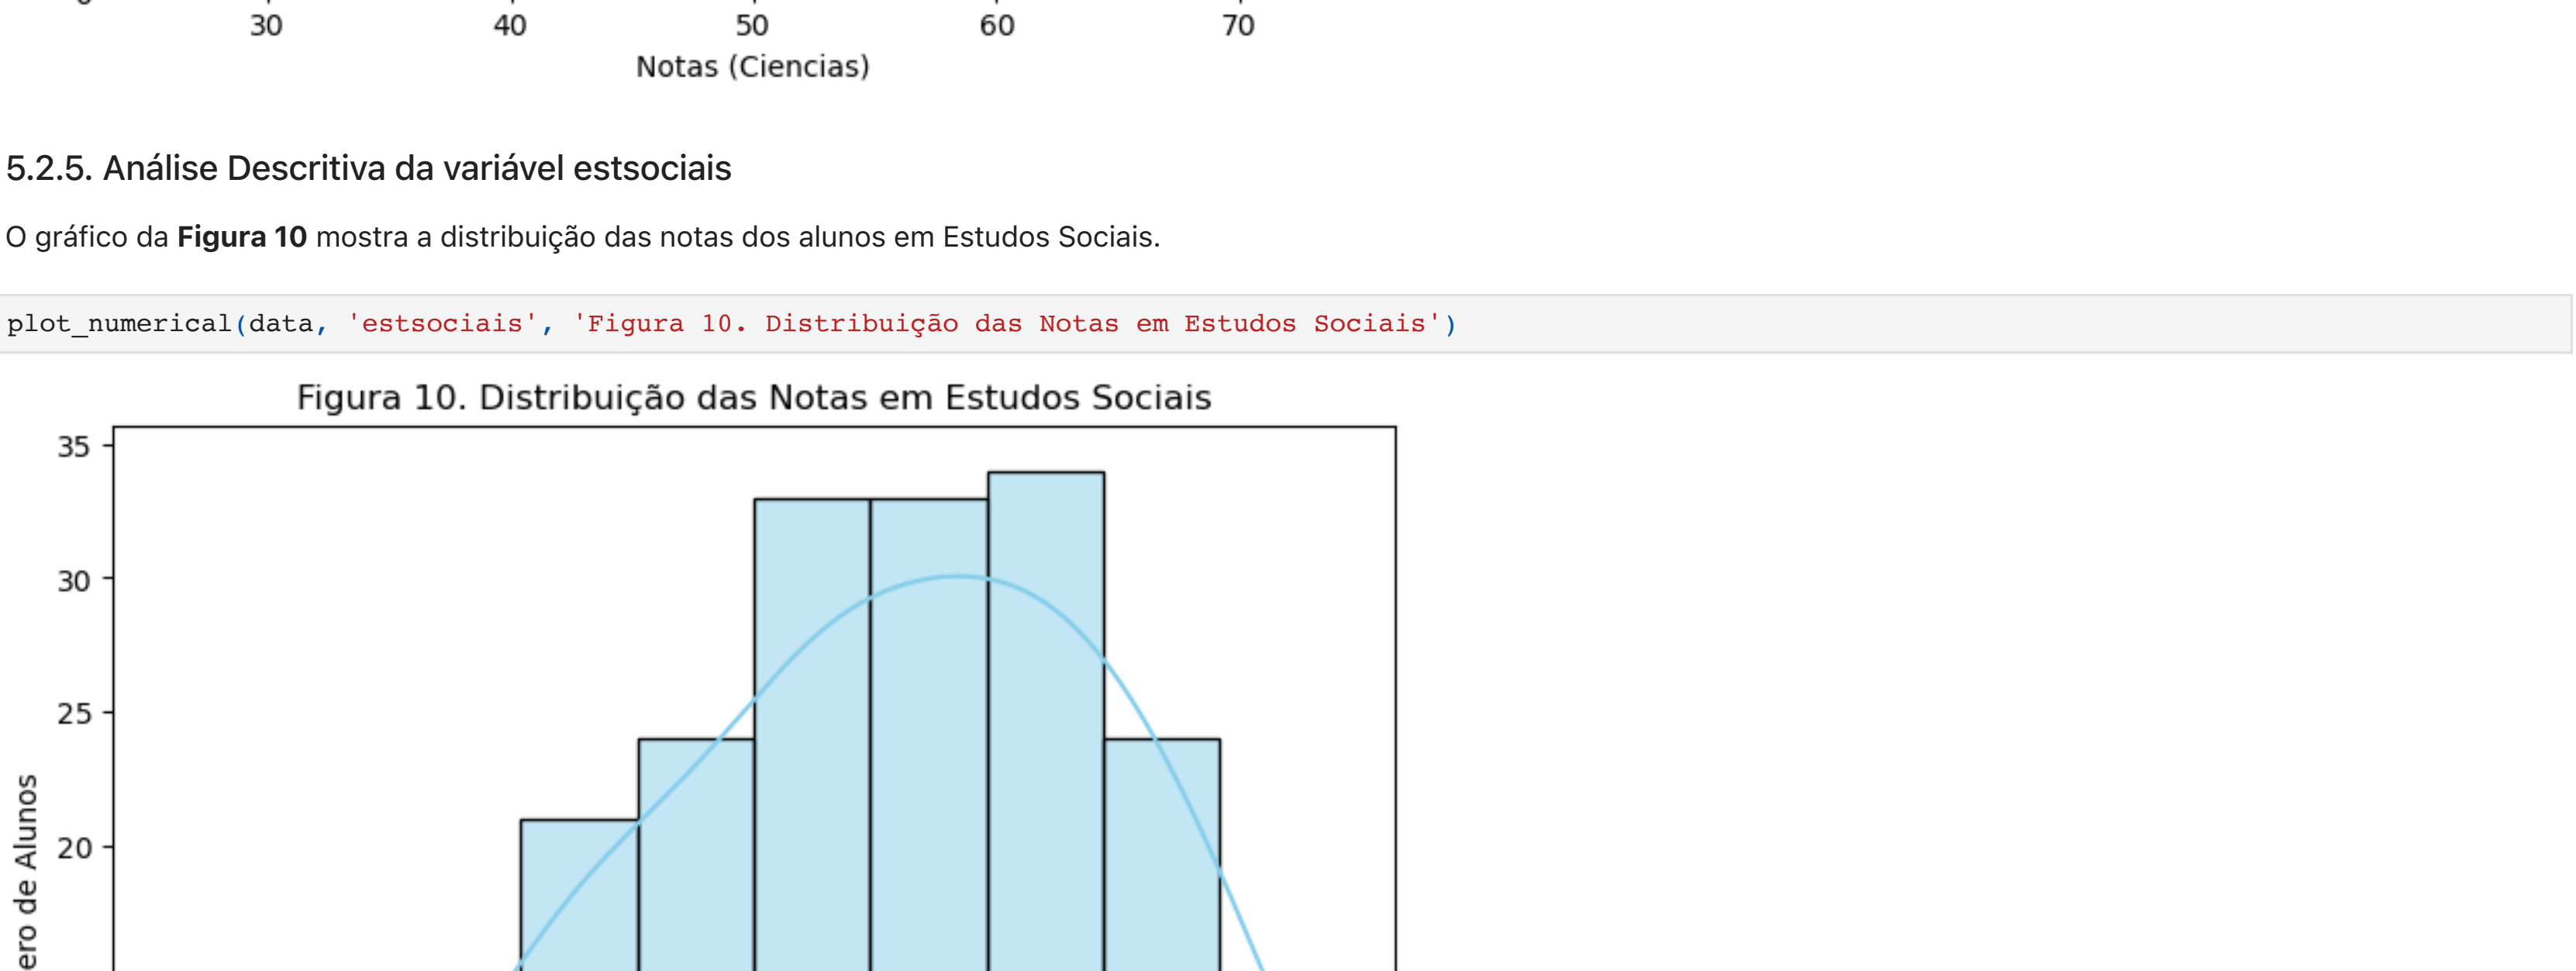 30 40 50 60 70
Notas (Ciencias)
5.2.5. Análise Descritiva da variável estsociais
O gráfico da Figura 10 mostra a distribuição das notas dos alunos em Estudos Sociais.
plot_numerical(data, 'estsociais', 'Figura 10. Distribuição das Notas em Estudos Sociais')
Figura 10. Distribuição das Notas em Estudos Sociais
35
30
25
20
de Alunos